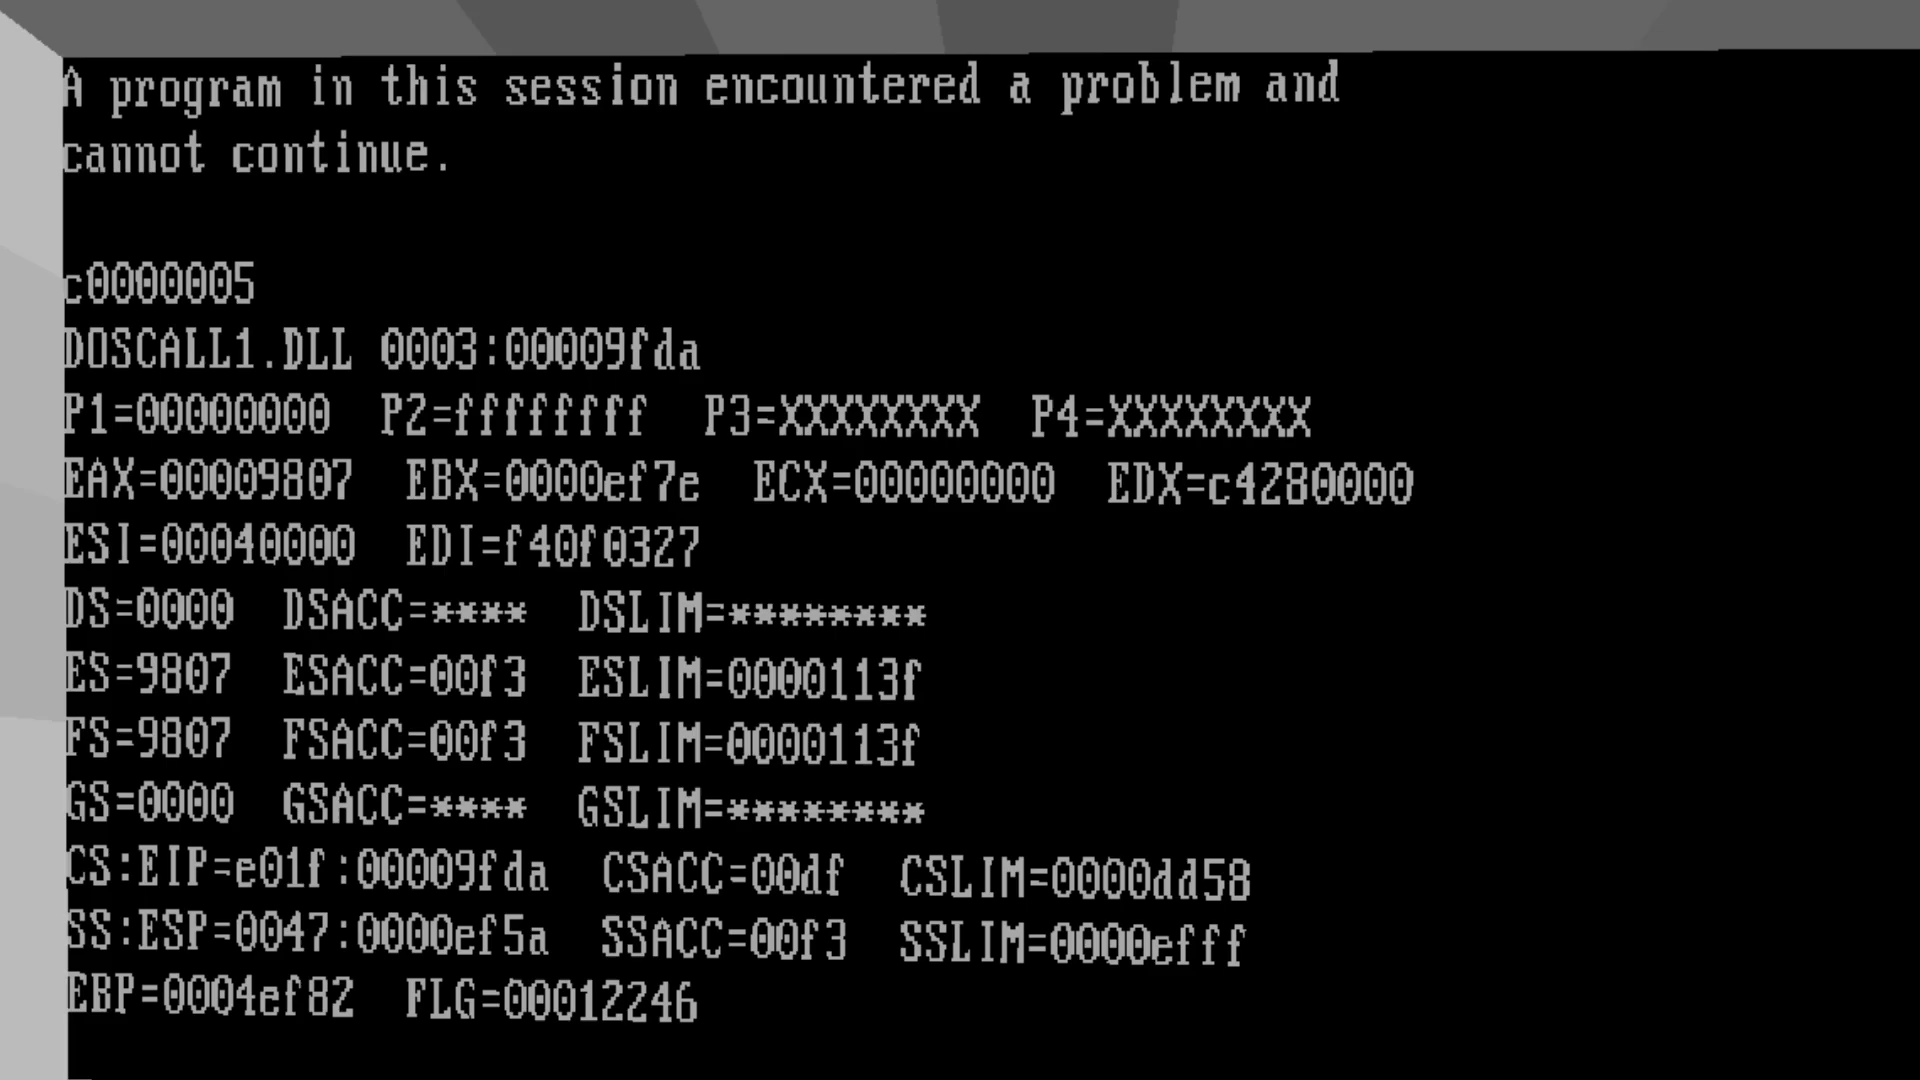 A program in this session encountered a problem and
cannot continue.
c0000005
DOSCALL1.DLL 0003:00009fda
P1=00000000 P2=ffffffff P3=XXXXXXXX P4=XXXXXXXX
EAX=00009807 EBX=0000ef7e ECX=00000000 EDX=c4280000
ESI=00040000 EDI=f40f0327
DS=0000 DSACC=**** DSLIM=********
ES=9807 ESACC=00f3 ESLIM=0000113f
FS=9807 FSACC=00f3 FSLIM=0000113f
GS=0000 GSACC=**** GSLIM=********
CS:EIP=e01f:00009fda CSACC=00df CSLIM=0000dd58
SS:ESP=0047:0000ef5a SSACC=00f3 SSLIM=0000efff
EBP=0004ef82 FLG=00012246